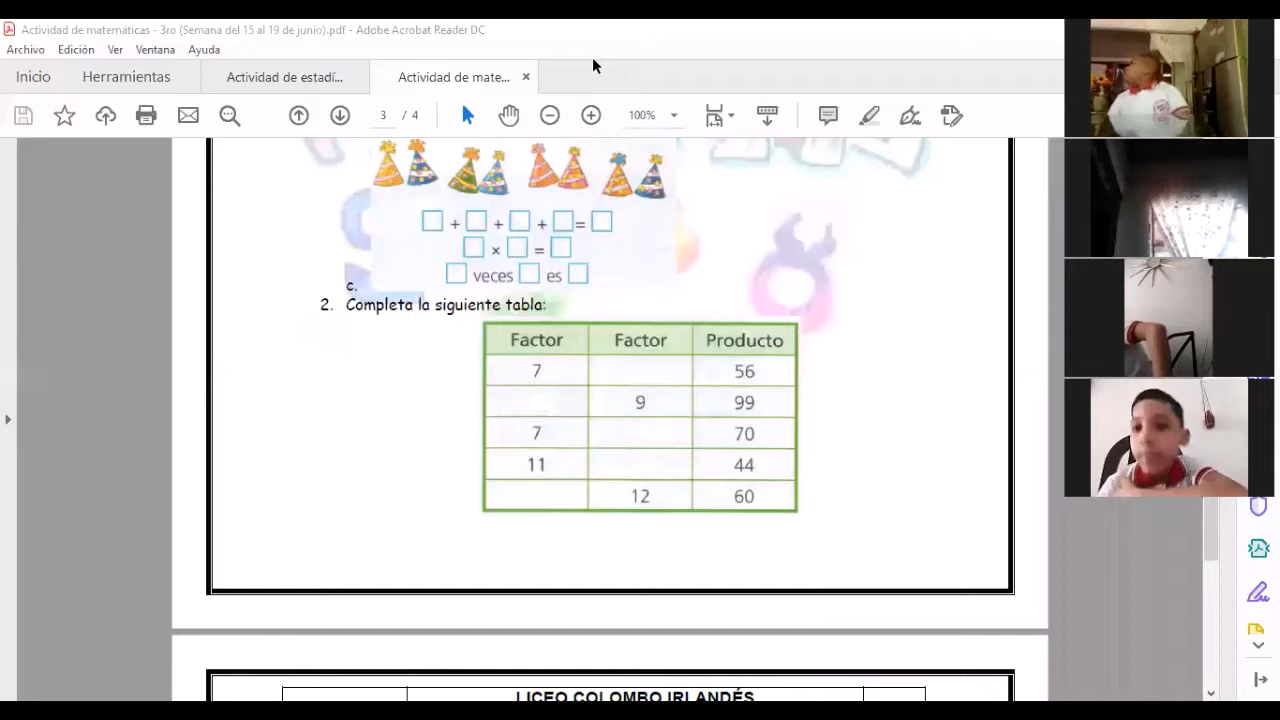 Actividad de matemáticas - 3ro (Semana del 15 al 19 de junio).pdf - Adobe Acrobat Reader DC
Archivo Edición Ver Ventana Ayuda
Inicio Herramientas Actividad de estadí... Actividad de mate... ×
3 / 4 100%
□ + □ + □ + □ = □
□ × □ = □
□ veces □ es □
c.
2. Completa la siguiente tabla:
Factor Factor Producto
7 56
9 99
7 70
11 44
12 60
LICEO COLOMBO IRLANDÉS